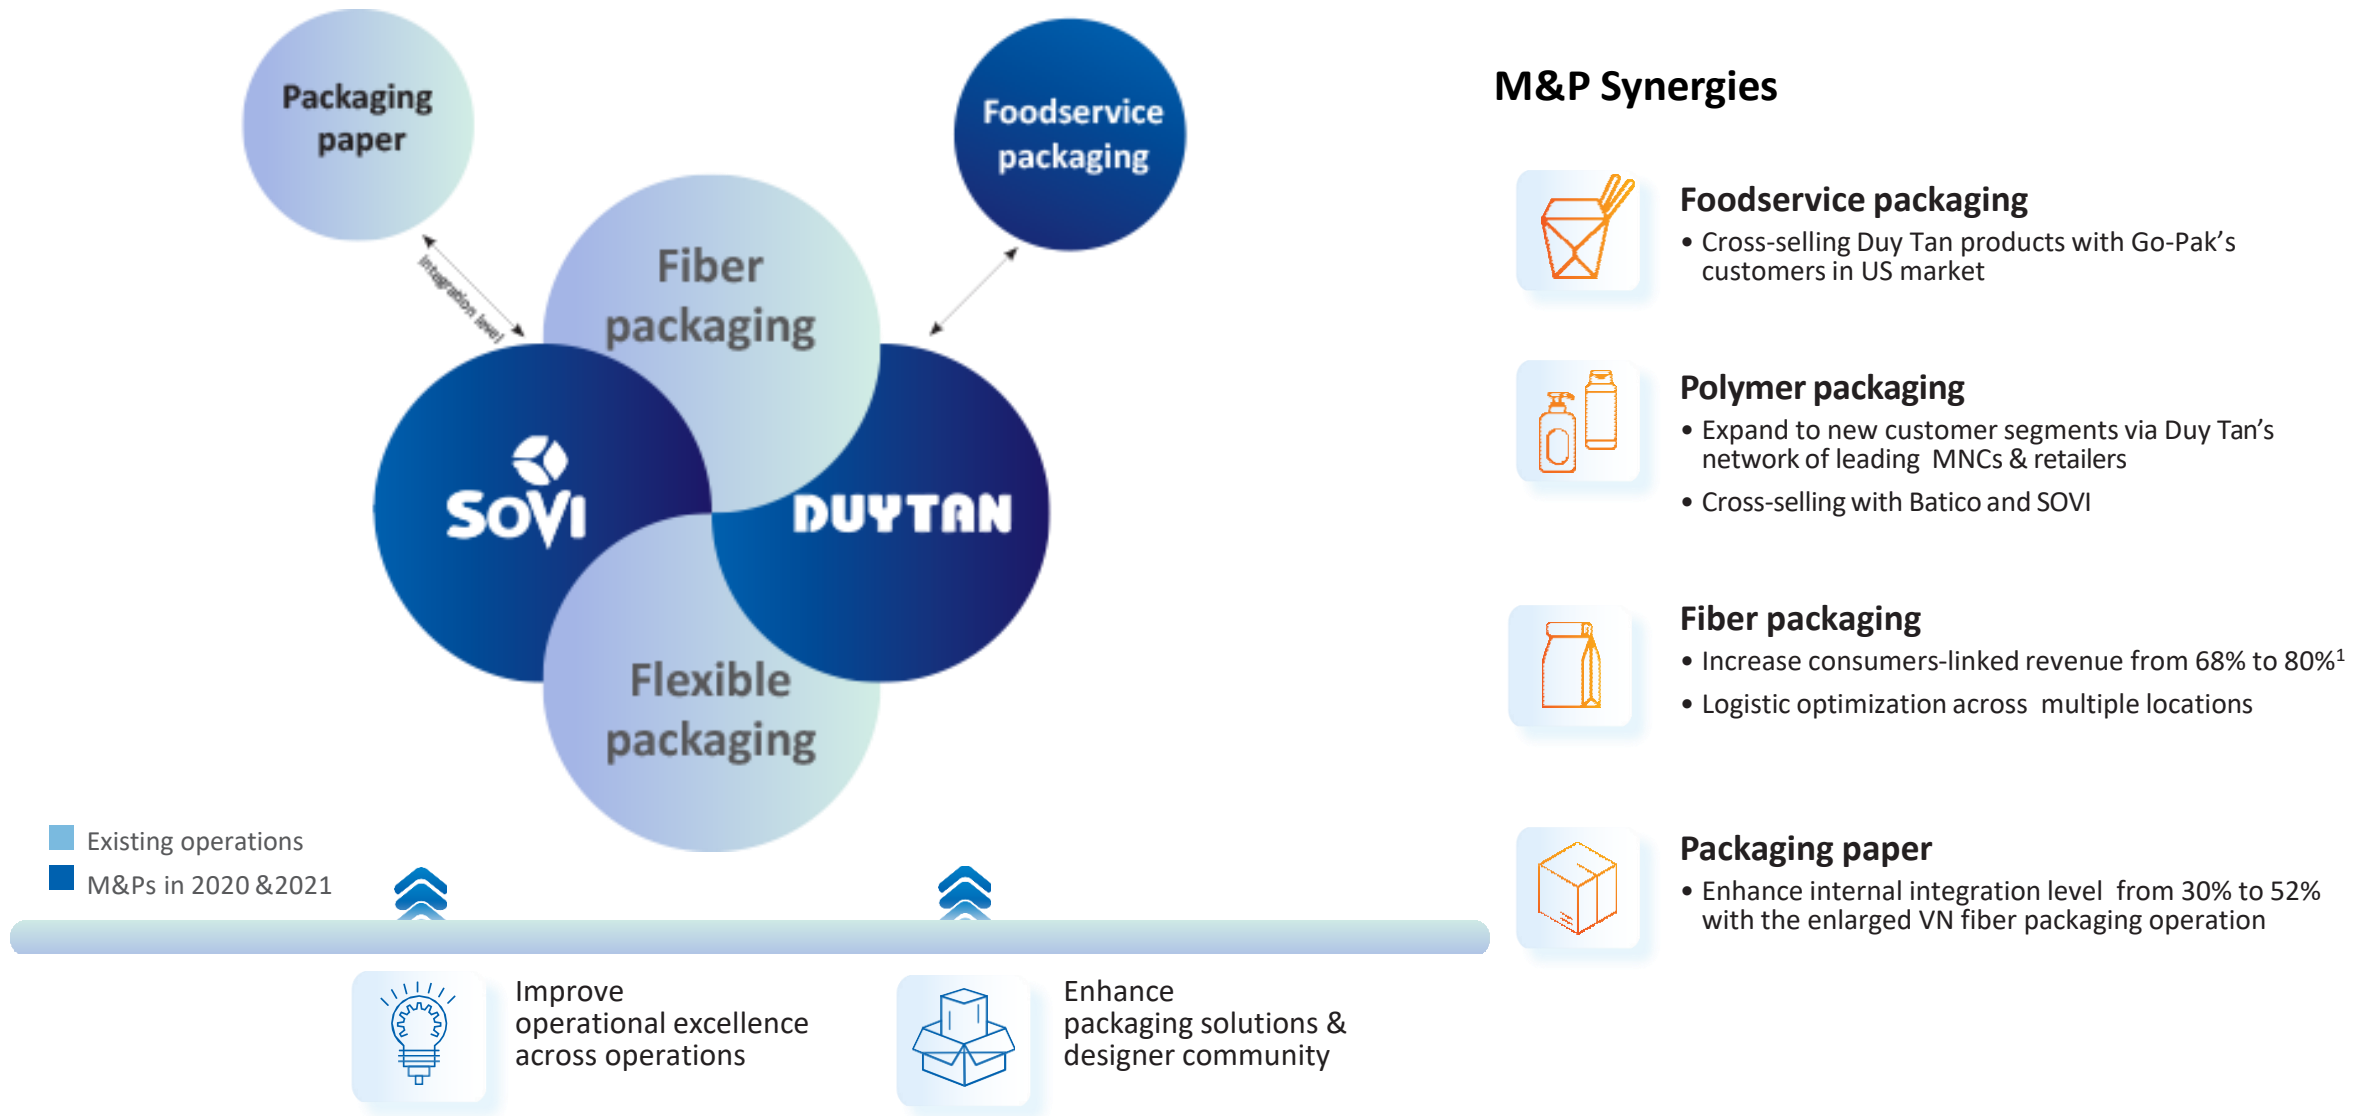 Packaging
paper
Foodservice
packaging
integration level
Fiber
packaging
SOVI
DUYTAN
Flexible
packaging
Existing operations
M&Ps in 2020 &2021
Improve
operational excellence
across operations
Enhance
packaging solutions &
designer community
M&P Synergies
Foodservice packaging
• Cross-selling Duy Tan products with Go-Pak’s
customers in US market
Polymer packaging
• Expand to new customer segments via Duy Tan’s
network of leading MNCs & retailers
• Cross-selling with Batico and SOVI
Fiber packaging
• Increase consumers-linked revenue from 68% to 80%¹
• Logistic optimization across multiple locations
Packaging paper
• Enhance internal integration level from 30% to 52%
with the enlarged VN fiber packaging operation